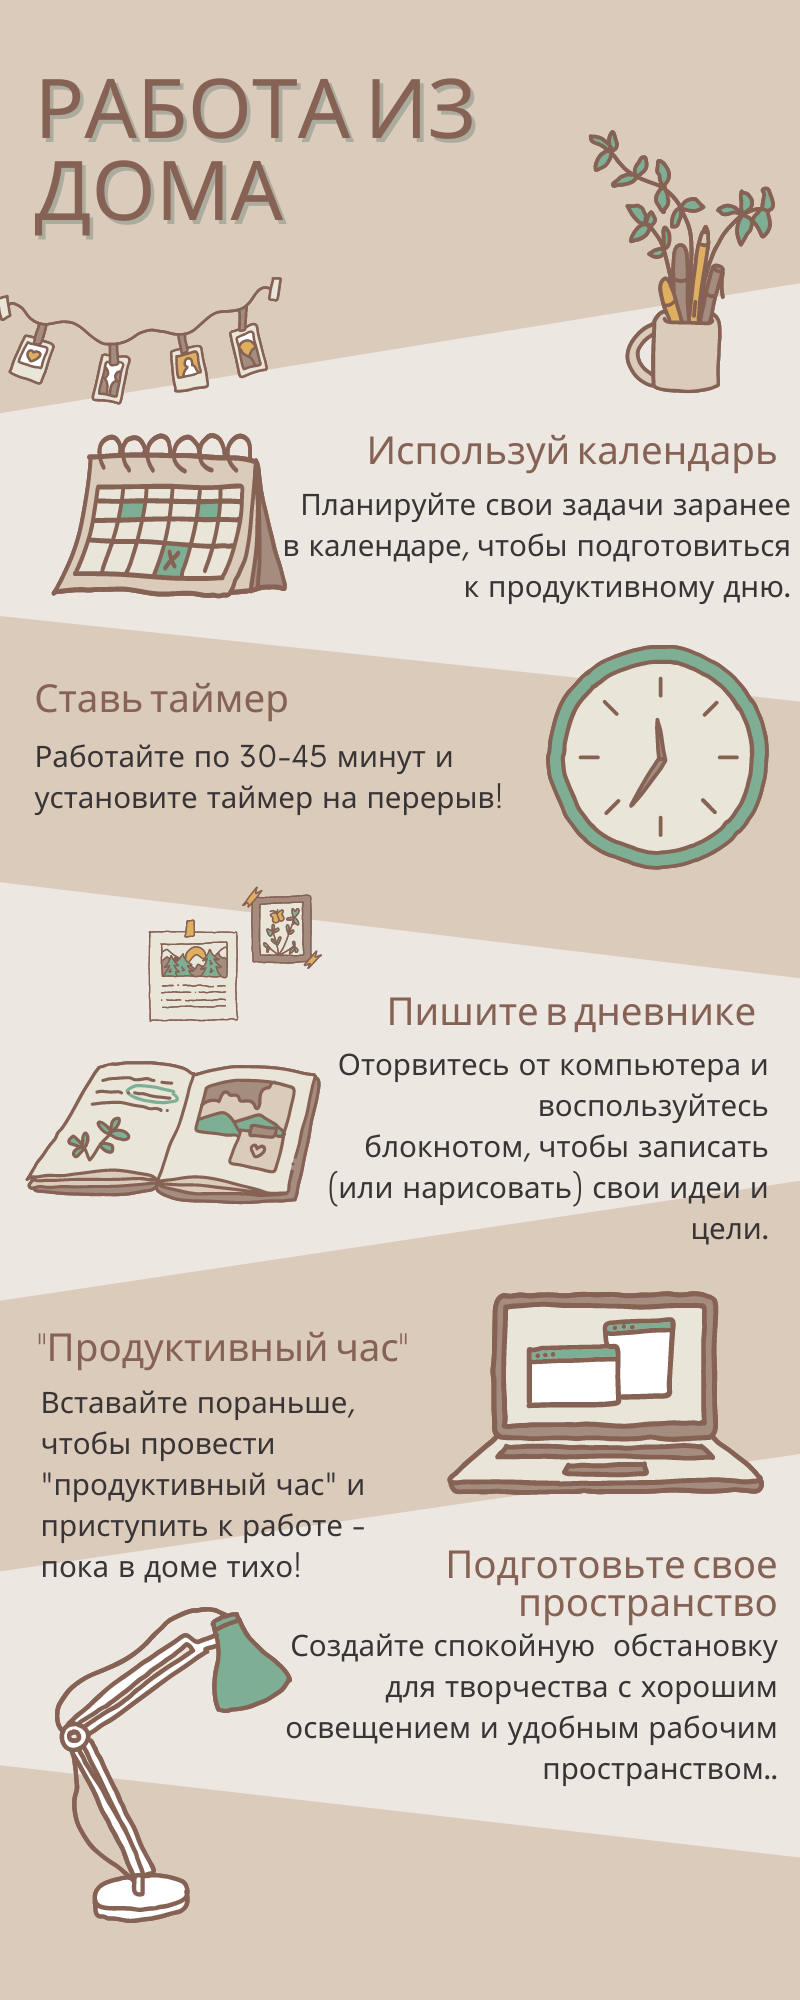 РАБОТА ИЗ
ДОМА
Используй календарь
Планируйте свои задачи заранее
в календаре, чтобы подготовиться
к продуктивному дню.
Ставь таймер
Работайте по 30-45 минут и
установите таймер на перерыв!
Пишите в дневнике
Оторвитесь от компьютера и
воспользуйтесь
блокнотом, чтобы записать
(или нарисовать) свои идеи и
цели.
"Продуктивный час"
Вставайте пораньше,
чтобы провести
"продуктивный час" и
приступить к работе -
пока в доме тихо!
Подготовьте свое
пространство
Создайте спокойную  обстановку
для творчества с хорошим
освещением и удобным рабочим
пространством..